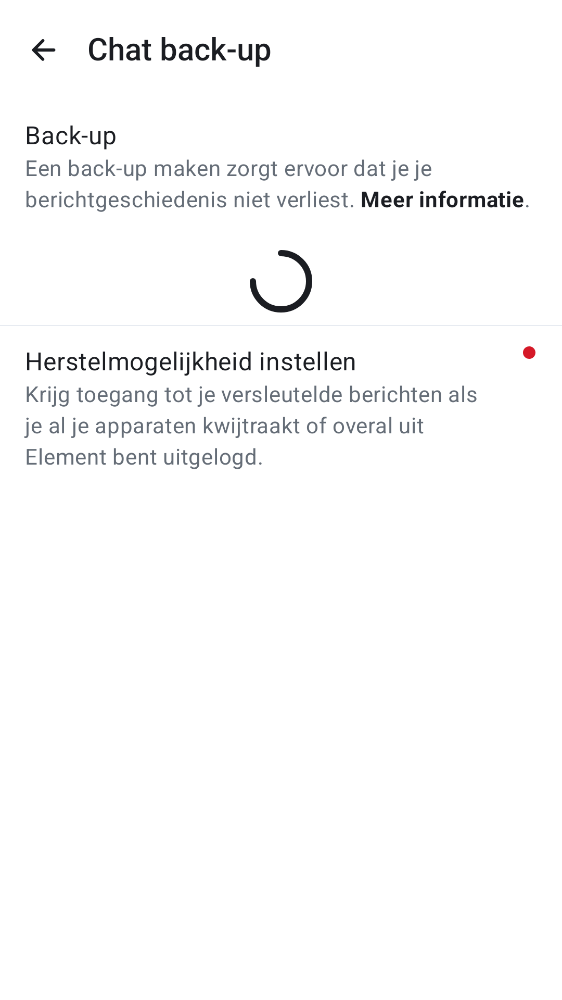 Chat back-up
Back-up
Een back-up maken zorgt ervoor dat je je
berichtgeschiedenis niet verliest. Meer informatie.
Herstelmogelijkheid instellen
Krijg toegang tot je versleutelde berichten als
je al je apparaten kwijtraakt of overal uit
Element bent uitgelogd.